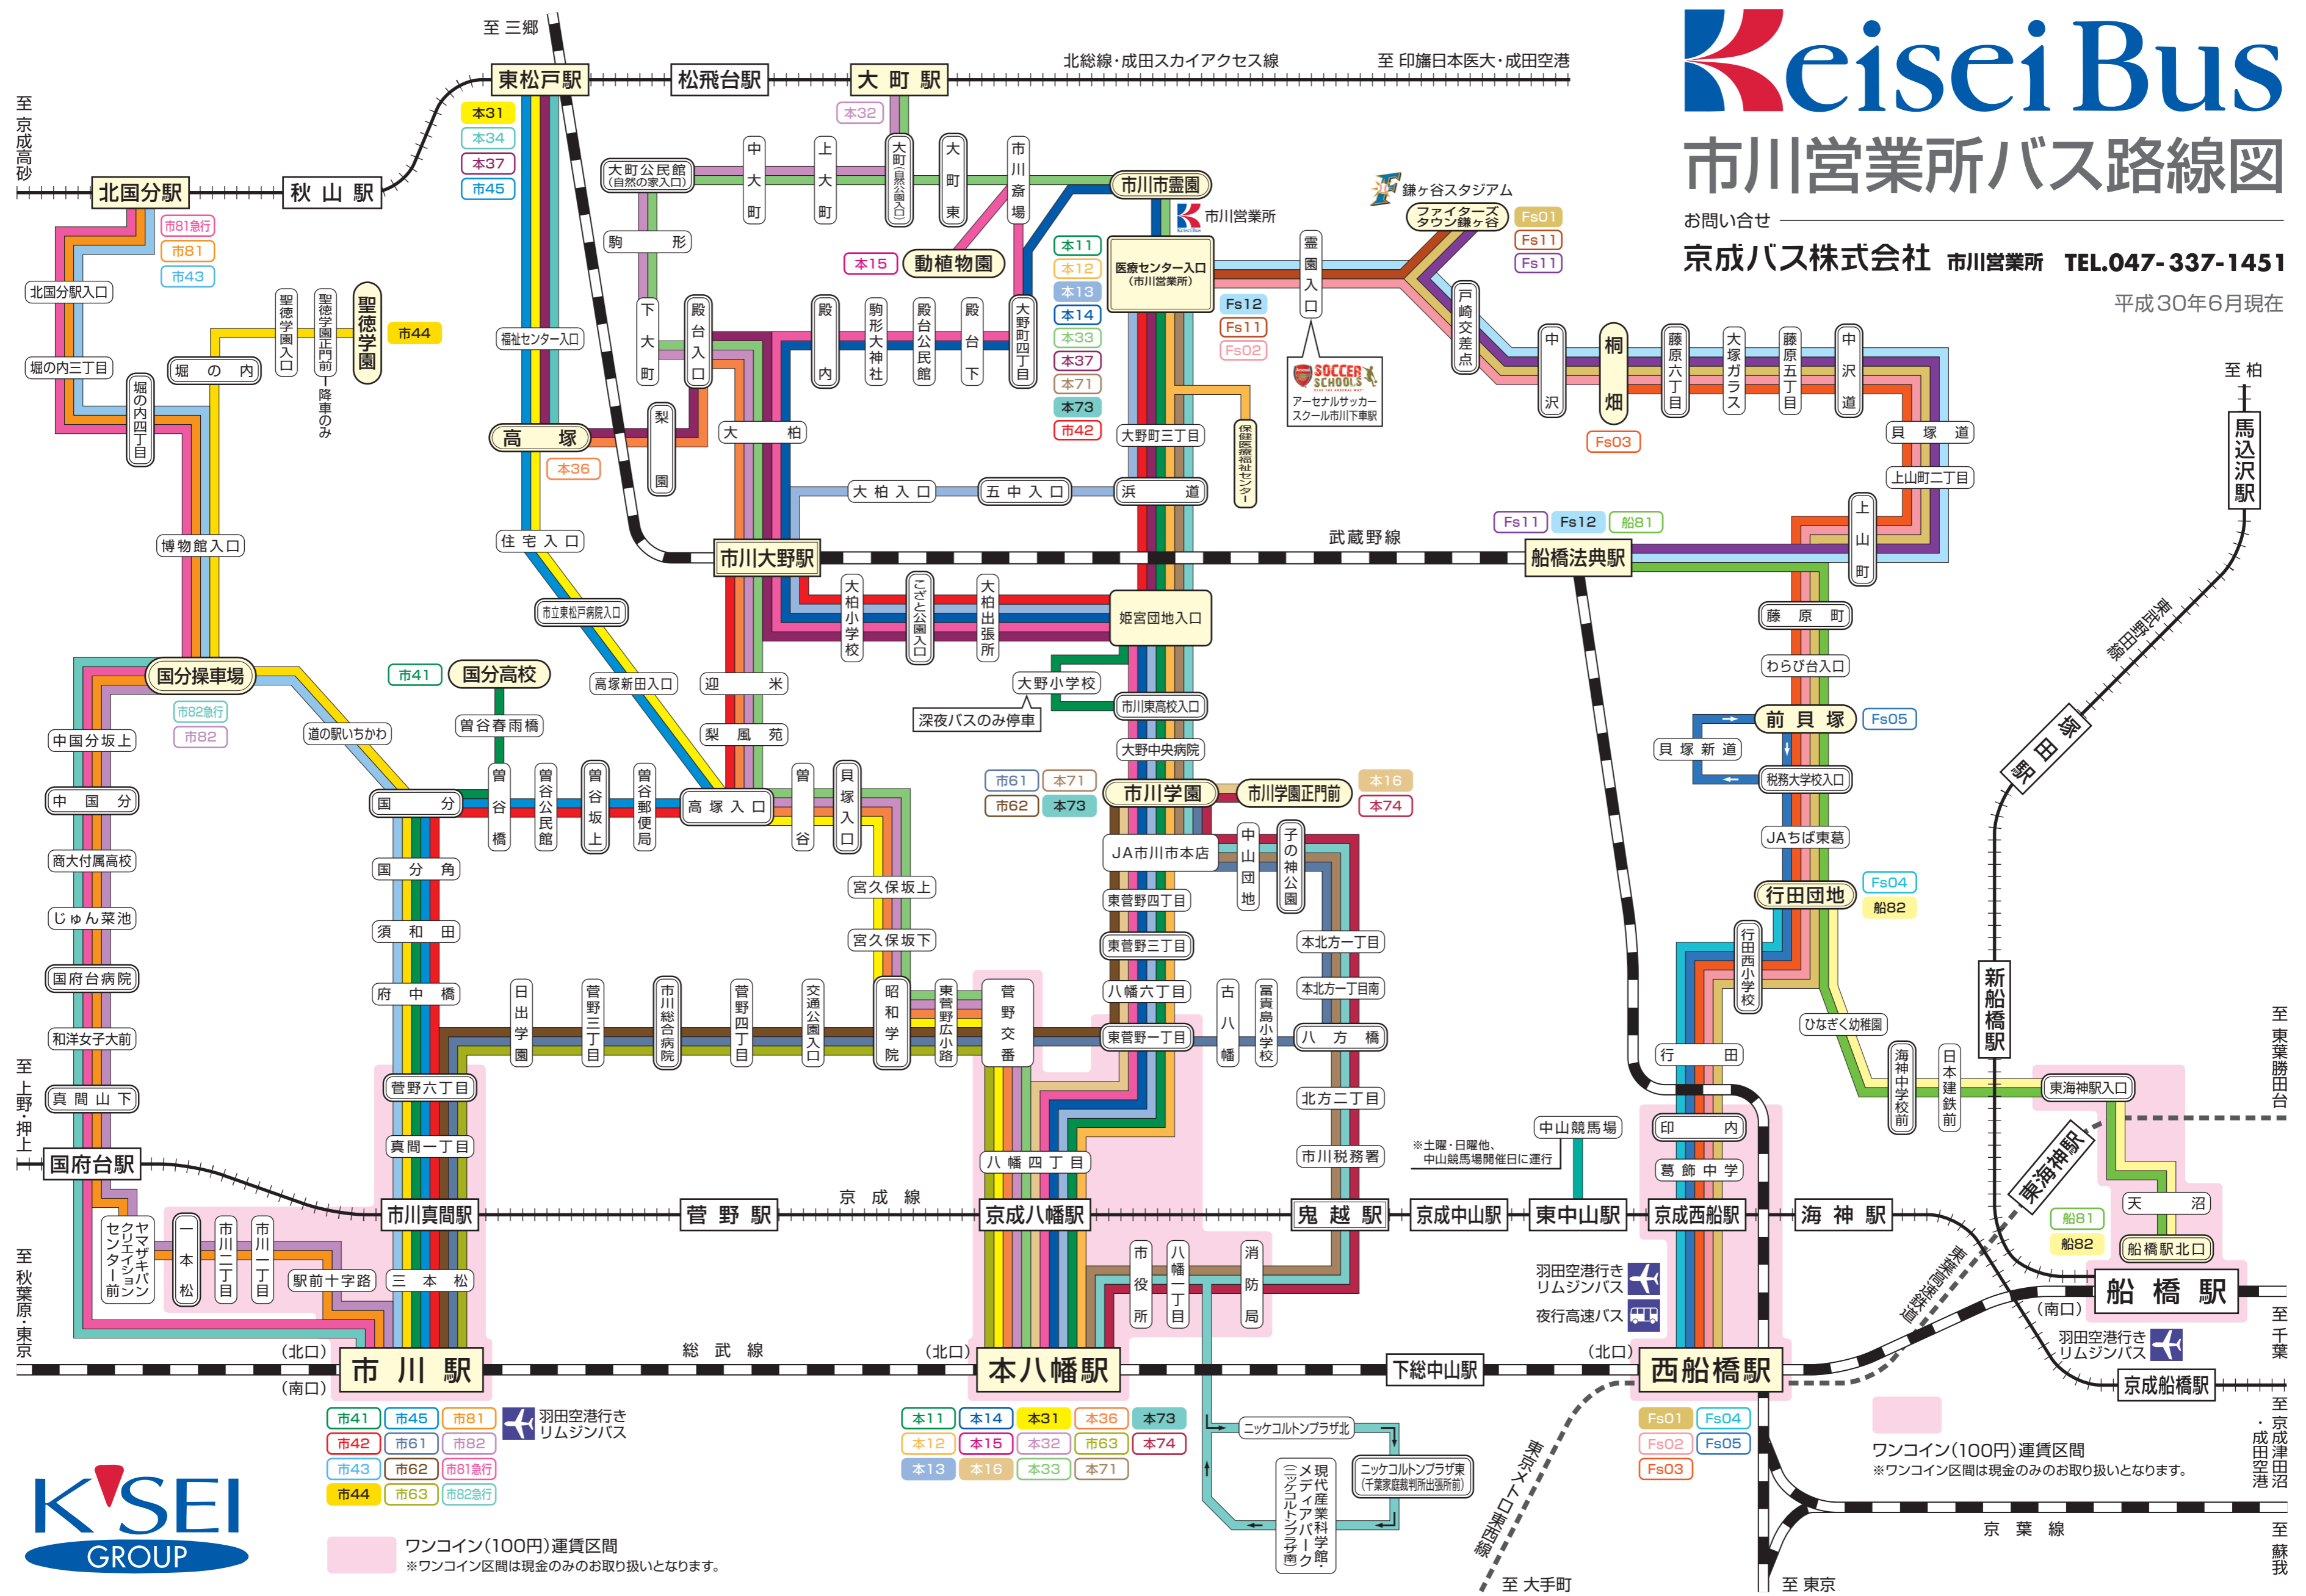 Keisei Bus
市川営業所バス路線図
お問い合せ
京成バス株式会社 市川営業所 TEL.047-337-1451
平成30年6月現在
至 三郷
東松戸駅
松飛台駅
大町駅
北総線・成田スカイアクセス線
至 印旛日本医大・成田空港
至 京成高砂
北国分駅
秋山駅
本31
本34
本37
市45
本32
市81急行
市81
市43
北国分駅入口
堀の内三丁目
堀の内四丁目
堀の内
聖徳学園入口
聖徳学園正門前
降車のみ
聖徳学園
市44
博物館入口
福祉センター入口
高塚
本36
住宅入口
市立東松戸病院入口
高塚新田入口
大町公民館
(自然の家入口)
中大町
上大町
大町(自然公園入口)
大町東
市川斎場
市川市霊園
市川営業所
駒形
本15
動植物園
下大町
殿台入口
梨園
大柏
殿内
駒形大神社
殿台公民館
殿台下
大野町四丁目
本11
本12
本13
本14
本33
本37
本71
本73
市42
医療センター入口
(市川営業所)
Fs12
Fs11
Fs02
霊園入口
SOCCER SCHOOLS
アーセナルサッカー
スクール市川下車駅
鎌ヶ谷スタジアム
ファイターズ
タウン鎌ヶ谷
Fs01
Fs11
Fs11
戸崎交差点
中沢
桐畑
Fs03
藤原六丁目
大塚ガラス
藤原五丁目
中沢道
貝塚道
上山町二丁目
上山町
至 柏
馬込沢駅
大野町三丁目
保健医療福祉センター
大柏入口
五中入口
浜道
市川大野駅
武蔵野線
Fs11
Fs12
船81
船橋法典駅
大柏小学校
こざと公園入口
大柏出張所
姫宮団地入口
大野小学校
深夜バスのみ停車
市川東高校入口
大野中央病院
迎米
梨風苑
藤原町
わらび台入口
前貝塚
Fs05
貝塚新道
税務大学校入口
JAちば東葛
行田団地
Fs04
船82
東武野田線
塚田駅
新船橋駅
国分操車場
市82急行
市82
中国分坂上
中国分
商大付属高校
じゅん菜池
国府台病院
和洋女子大前
真間山下
道の駅いちかわ
市41
国分高校
曽谷春雨橋
国分
曽谷橋
曽谷公民館
曽谷坂上
曽谷郵便局
高塚入口
曽谷
貝塚入口
宮久保坂上
宮久保坂下
国分角
須和田
府中橋
市61
本71
市62
本73
市川学園
市川学園正門前
本16
本74
JA市川市本店
中山団地
子の神公園
東菅野四丁目
東菅野三丁目
八幡六丁目
東菅野一丁目
本北方一丁目
本北方一丁目南
古八幡
冨貴島小学校
八方橋
北方二丁目
市川税務署
日出学園
菅野三丁目
市川総合病院
菅野四丁目
交通公園入口
昭和学院
東菅野広小路
菅野交番
菅野六丁目
真間一丁目
八幡四丁目
行田西小学校
ひなぎく幼稚園
行田
海神中学校前
日本建鉄前
東海神駅入口
至 東葉勝田台
印内
葛飾中学
中山競馬場
※土曜・日曜他、
中山競馬場開催日に運行
至 上野・押上
国府台駅
市川真間駅
菅野駅
京成線
京成八幡駅
鬼越駅
京成中山駅
東中山駅
京成西船駅
海神駅
東海神駅
東葉高速鉄道
天沼
船81
船82
船橋駅北口
ヤマザキパン
クリエイション
センター前
一本松
市川二丁目
市川一丁目
駅前十字路
三本松
市役所
八幡一丁目
消防局
羽田空港行き
リムジンバス
夜行高速バス
船橋駅
(南口)
至 千葉
羽田空港行き
リムジンバス
京成船橋駅
至 京成津田沼・成田空港
至 秋葉原・東京
(北口)
市川駅
(南口)
総武線
(北口)
本八幡駅
下総中山駅
(北口)
西船橋駅
市41 市45 市81
市42 市61 市82
市43 市62 市81急行
市44 市63 市82急行
羽田空港行き
リムジンバス
本11 本14 本31 本36 本73
本12 本15 本32 本63 本74
本13 本16 本33 本71
ニッケコルトンプラザ北
ニッケコルトンプラザ東
(千葉家庭裁判所出張所前)
現代産業科学館・
メディアパーク
(ニッケコルトンプラザ南)
Fs01 Fs04
Fs02 Fs05
Fs03
東京メトロ東西線
至 大手町
至 東京
京葉線
至 蘇我
ワンコイン(100円)運賃区間
※ワンコイン区間は現金のみのお取り扱いとなります。
ワンコイン(100円)運賃区間
※ワンコイン区間は現金のみのお取り扱いとなります。
K'SEI
GROUP